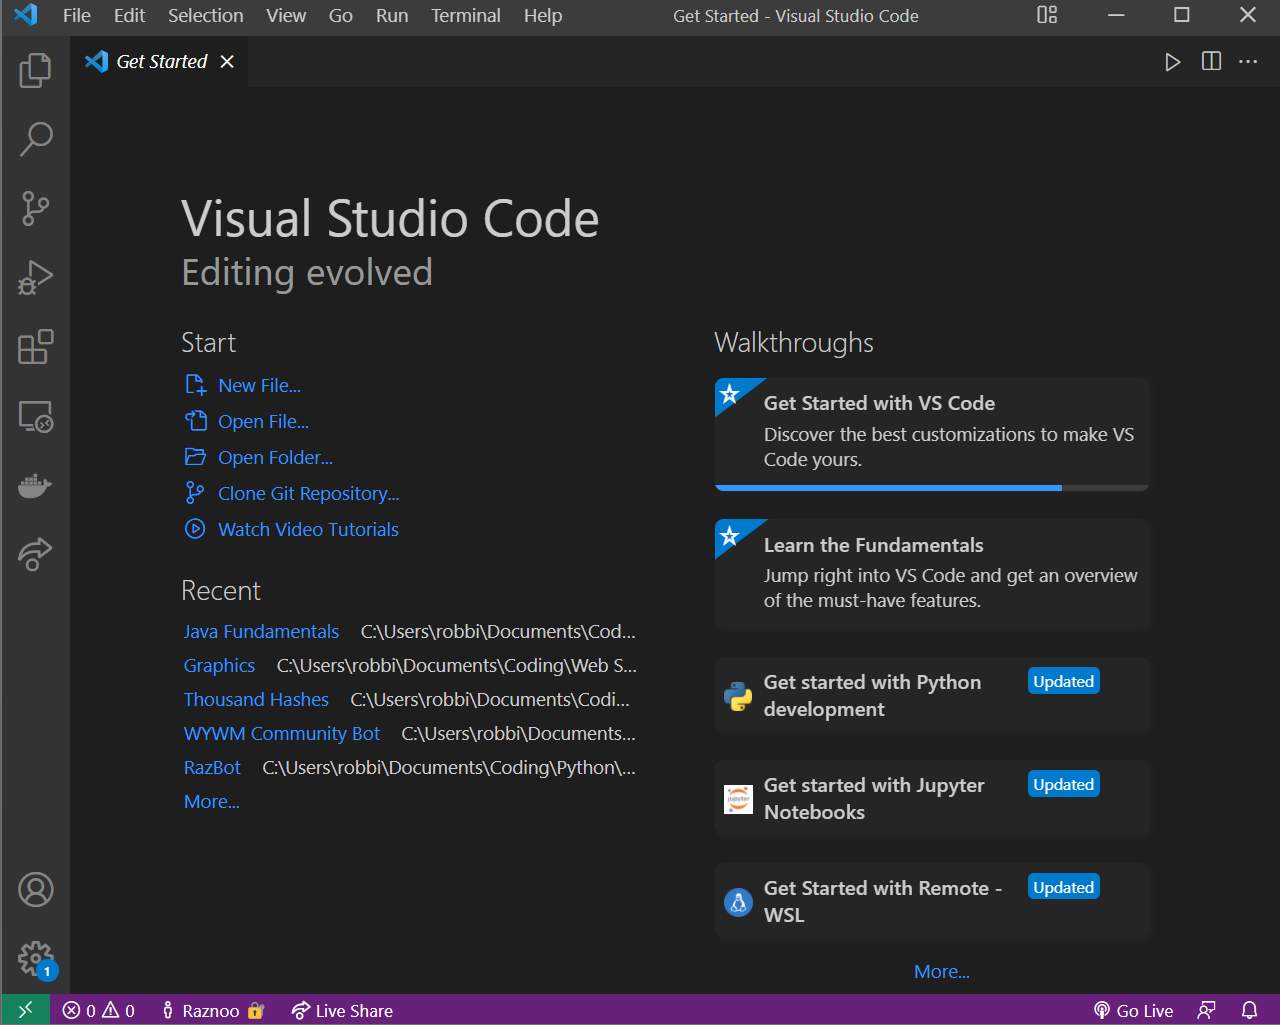 File Edit Selection View Go Run Terminal Help Get Started - Visual Studio Code
Get Started
Visual Studio Code
Editing evolved
Start
New File...
Open File...
Open Folder...
Clone Git Repository...
Watch Video Tutorials
Recent
Java Fundamentals C:\Users\robbi\Documents\Cod...
Graphics C:\Users\robbi\Documents\Coding\Web S...
Thousand Hashes C:\Users\robbi\Documents\Codi...
WYWM Community Bot C:\Users\robbi\Documents...
RazBot C:\Users\robbi\Documents\Coding\Python\...
More...
Walkthroughs
Get Started with VS Code
Discover the best customizations to make VS
Code yours.
Learn the Fundamentals
Jump right into VS Code and get an overview
of the must-have features.
Get started with Python Updated
development
jupyter
Get started with Jupyter Updated
Notebooks
Get Started with Remote - Updated
WSL
More...
1
0 0 Raznoo Live Share Go Live